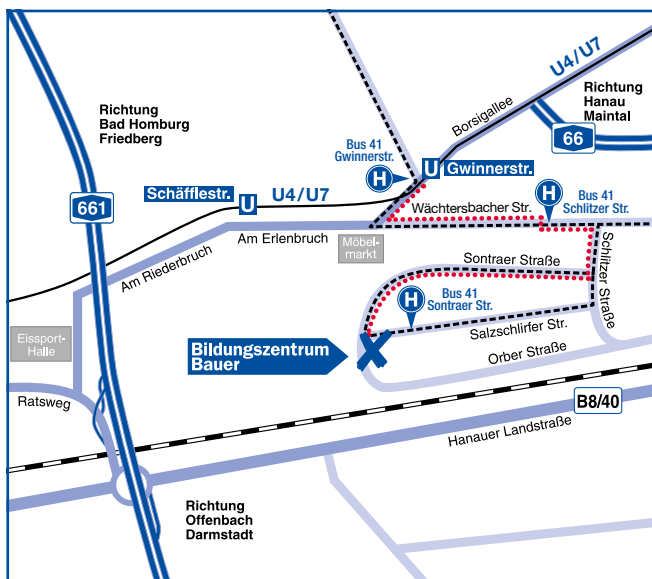 U4/U7
Richtung
Hanau
Maintal
Richtung
Bad Homburg
Friedberg
Borsigallee
66
Bus 41
Gwinnerstr.
H
U
Gwinnerstr.
Schäfflestr.
U
U4/U7
661
Wächtersbacher Str.
H
Bus 41
Schlitzer Str.
Am Erlenbruch
Möbel-
markt
Schlitzer Straße
Am Riederbruch
Sontraer Straße
H
Bus 41
Sontraer Str.
Eissport-
Halle
Salzschlirfer Str.
Bildungszentrum
Bauer
Orber Straße
Ratsweg
B8/40
Hanauer Landstraße
Richtung
Offenbach
Darmstadt